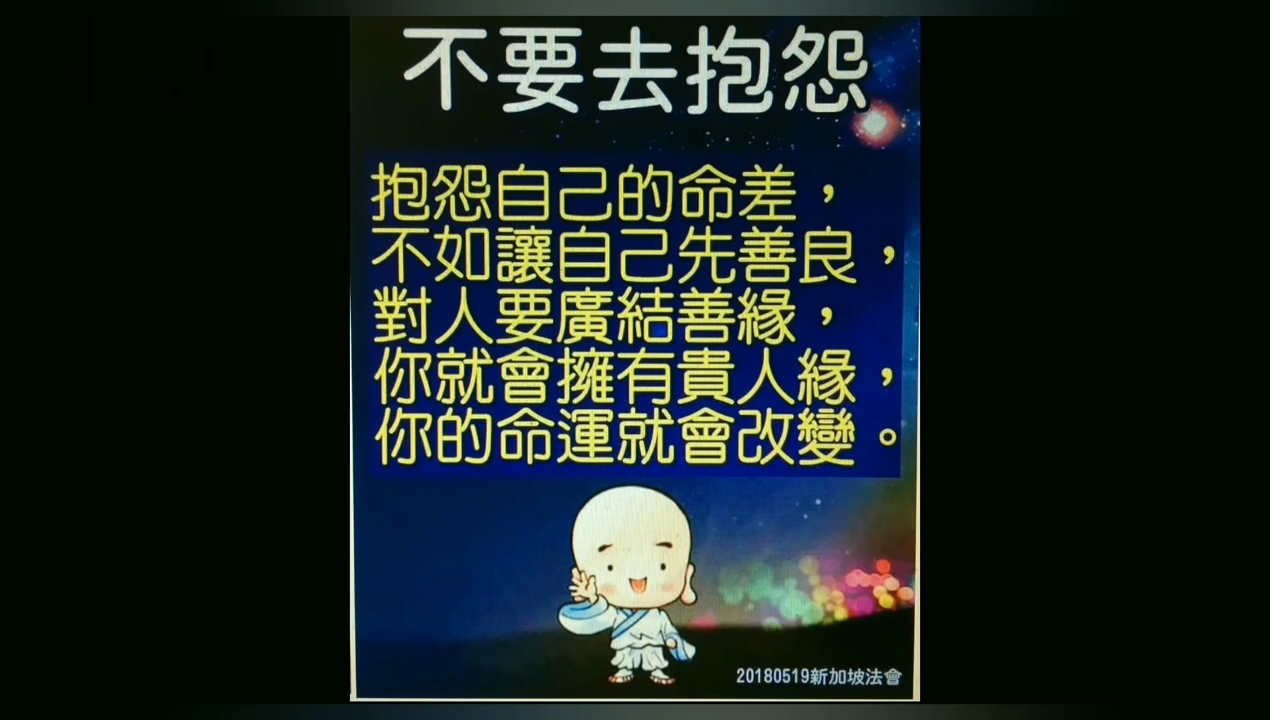 不要去抱怨
抱怨自己的命差，
不如讓自己先善良，
對人要廣結善緣，
你就會擁有貴人緣，
你的命運就會改變。
20180519新加坡法會